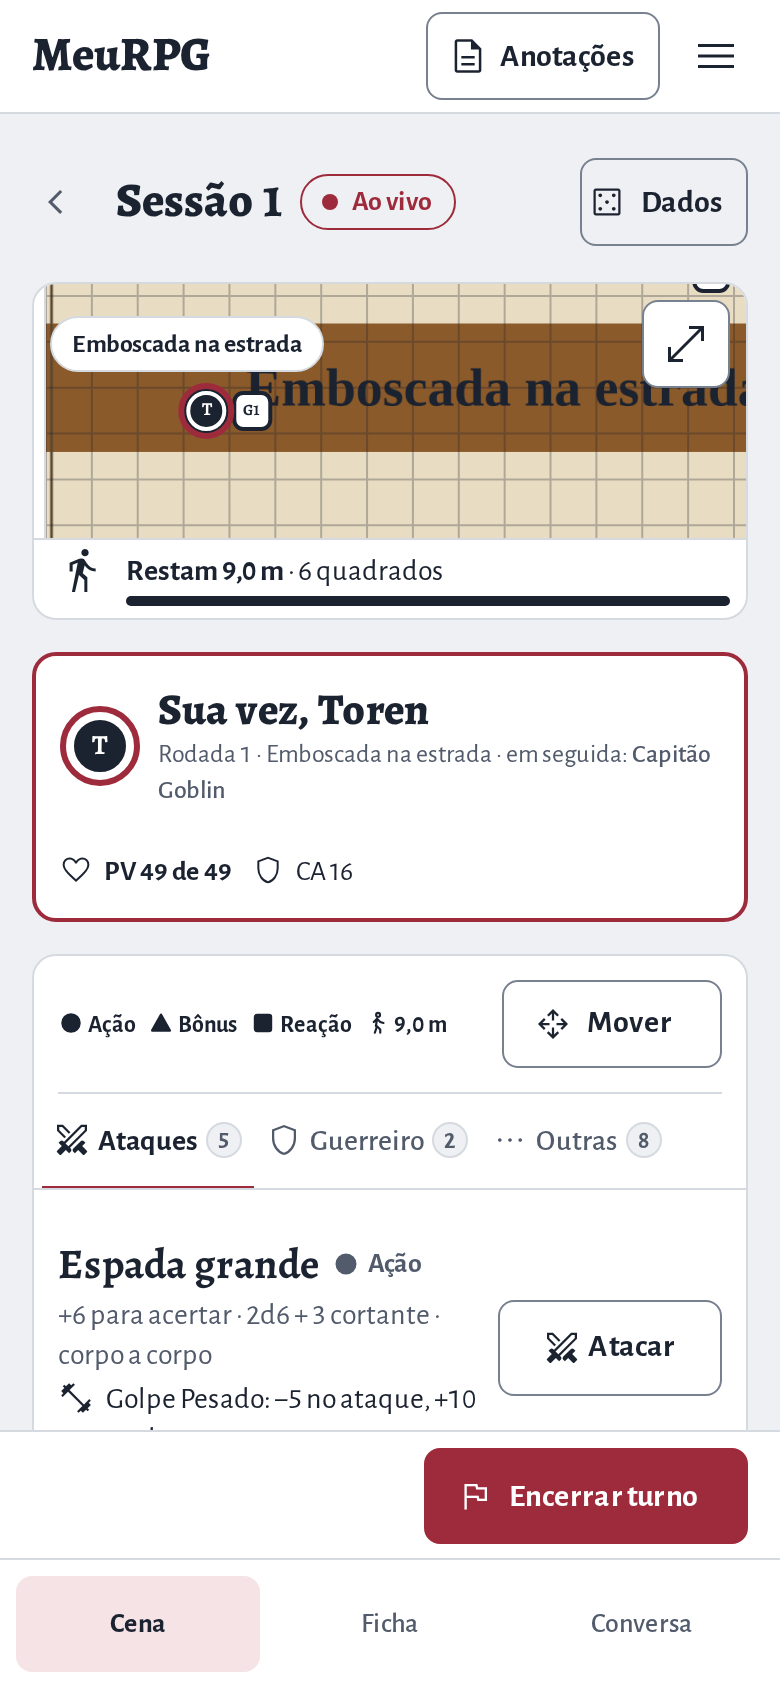 MeuRPG
Anotações
Sessão 1
Ao vivo
Dados
Emboscada na estrada
Emboscada na estrada
T
G1
Restam 9,0 m · 6 quadrados
T
Sua vez, Toren
Rodada 1 · Emboscada na estrada · em seguida: Capitão
Goblin
PV 49 de 49
CA 16
Ação
Bônus
Reação
9,0 m
Mover
Ataques 5
Guerreiro 2
Outras 8
Espada grande
Ação
+6 para acertar · 2d6 + 3 cortante ·
corpo a corpo
Atacar
Golpe Pesado: −5 no ataque, +10
Encerrar turno
Cena
Ficha
Conversa